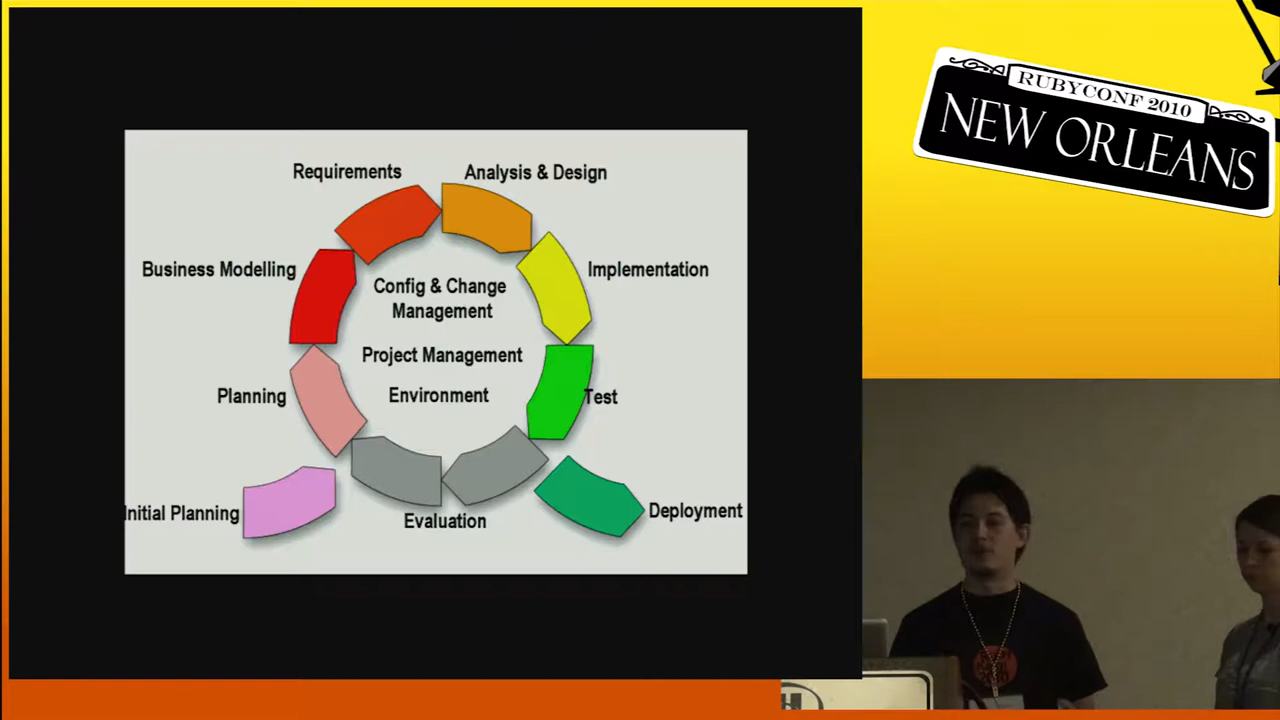 RUBYCONF 2010
NEW ORLEANS
Requirements
Analysis & Design
Business Modelling
Implementation
Config & Change
Management
Project Management
Environment
Planning
Test
Initial Planning
Evaluation
Deployment
H